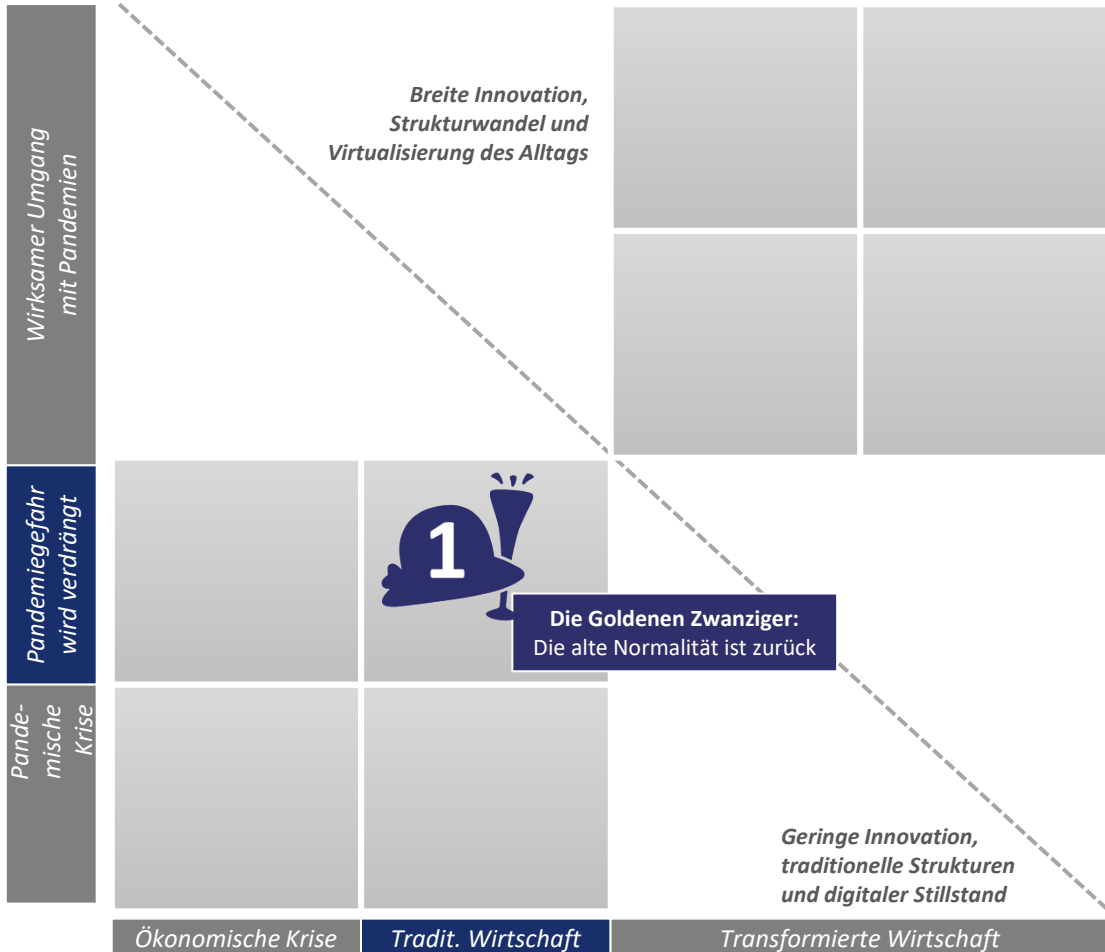 Wirksamer Umgang
mit Pandemien
Breite Innovation,
Strukturwandel und
Virtualisierung des Alltags
Pandemiegefahr
wird verdrängt
1
Die Goldenen Zwanziger:
Die alte Normalität ist zurück
Pande-
mische
Krise
Geringe Innovation,
traditionelle Strukturen
und digitaler Stillstand
Ökonomische Krise
Tradit. Wirtschaft
Transformierte Wirtschaft